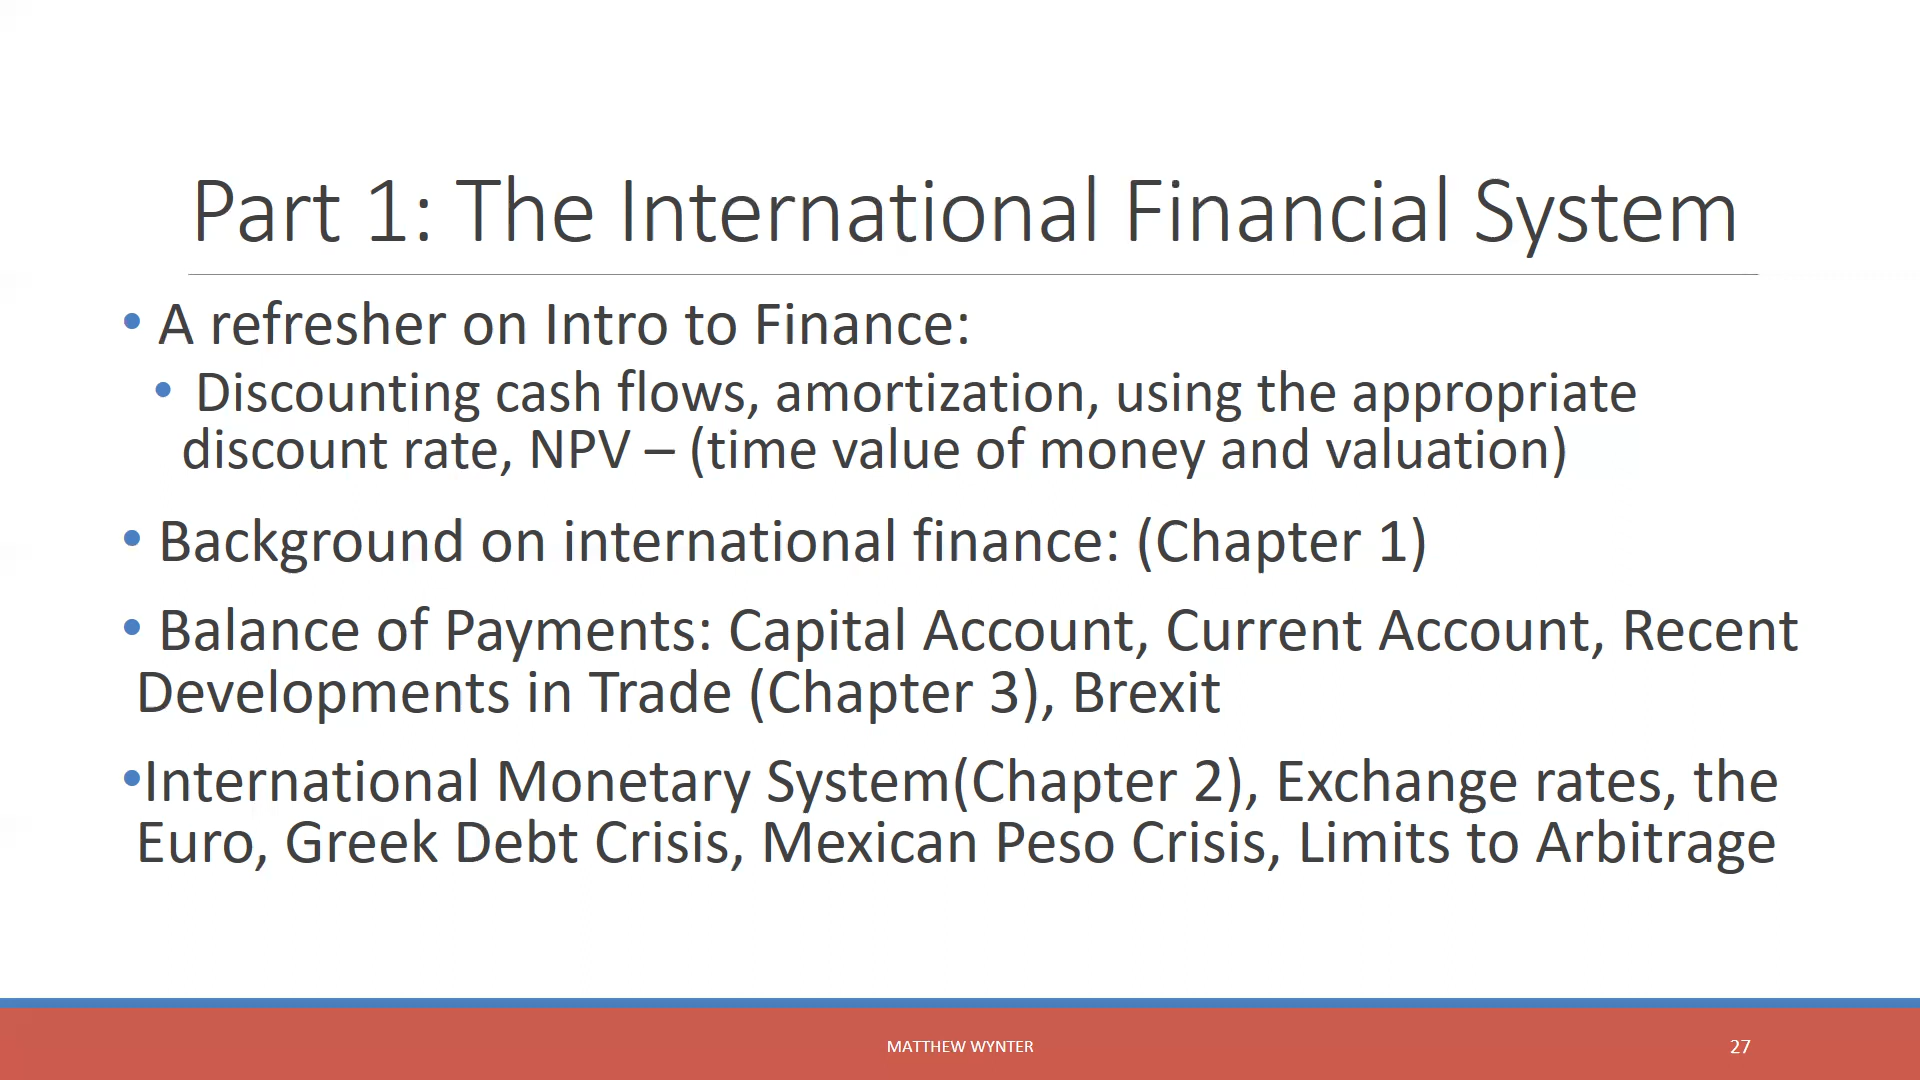 Part 1: The International Financial System
• A refresher on Intro to Finance:
• Discounting cash flows, amortization, using the appropriate
discount rate, NPV – (time value of money and valuation)
• Background on international finance: (Chapter 1)
• Balance of Payments: Capital Account, Current Account, Recent
Developments in Trade (Chapter 3), Brexit
•International Monetary System(Chapter 2), Exchange rates, the
Euro, Greek Debt Crisis, Mexican Peso Crisis, Limits to Arbitrage
MATTHEW WYNTER
27